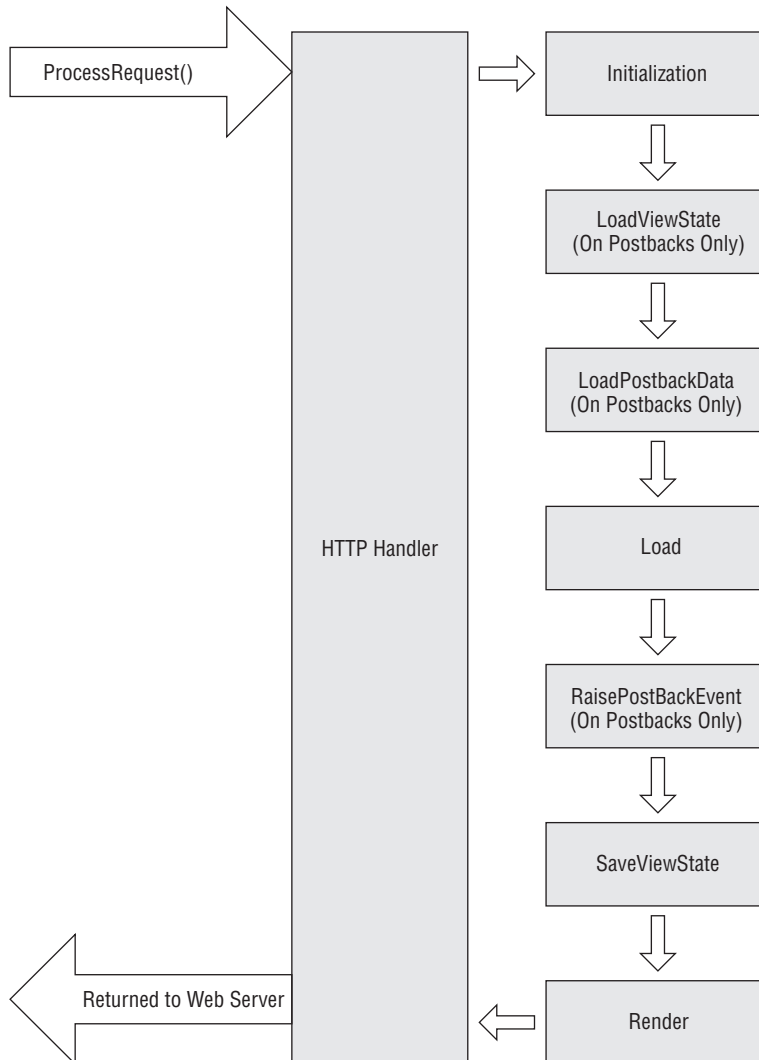 ProcessRequest()
Initialization
LoadViewState
(On Postbacks Only)
LoadPostbackData
(On Postbacks Only)
HTTP Handler
Load
RaisePostBackEvent
(On Postbacks Only)
SaveViewState
Returned to Web Server
Render